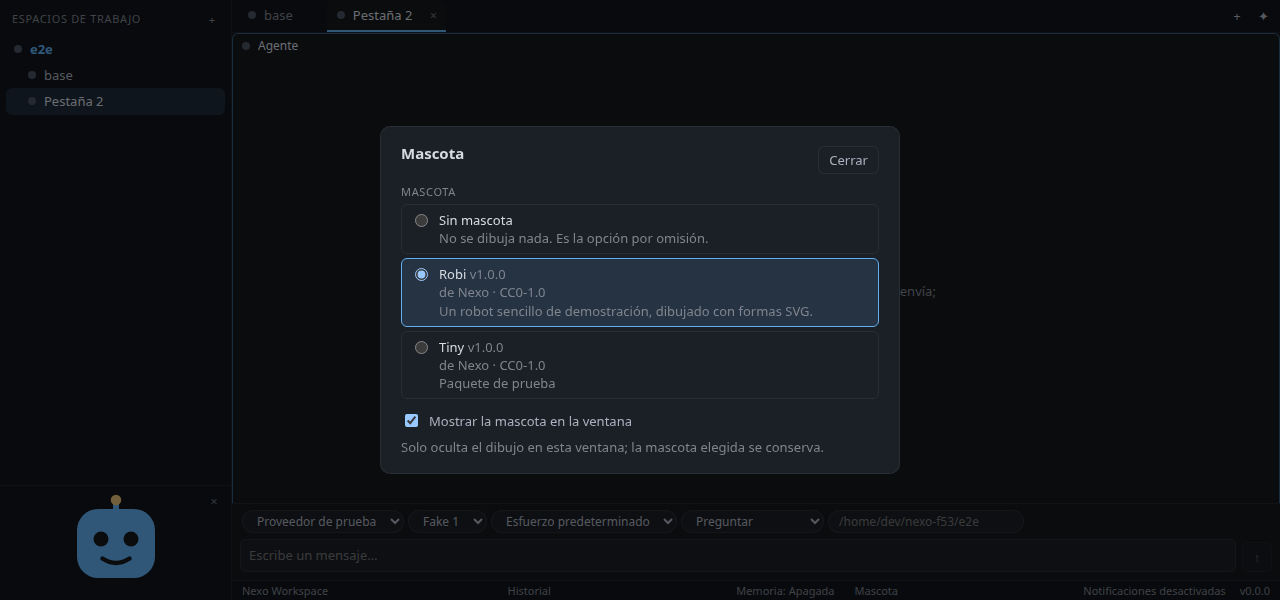 ESPACIOS DE TRABAJO +
e2e
base
Pestaña 2
base
Pestaña 2 ×
+ ✦
Agente
Mascota
Cerrar
MASCOTA
Sin mascota
No se dibuja nada. Es la opción por omisión.
Robi v1.0.0
de Nexo · CC0-1.0
Un robot sencillo de demostración, dibujado con formas SVG.
Tiny v1.0.0
de Nexo · CC0-1.0
Paquete de prueba
Mostrar la mascota en la ventana
Solo oculta el dibujo en esta ventana; la mascota elegida se conserva.
envía;
×
Proveedor de prueba
Fake 1
Esfuerzo predeterminado
Preguntar
/home/dev/nexo-f53/e2e
Escribe un mensaje...
↑
Nexo Workspace
Historial
Memoria: Apagada
Mascota
Notificaciones desactivadas
v0.0.0